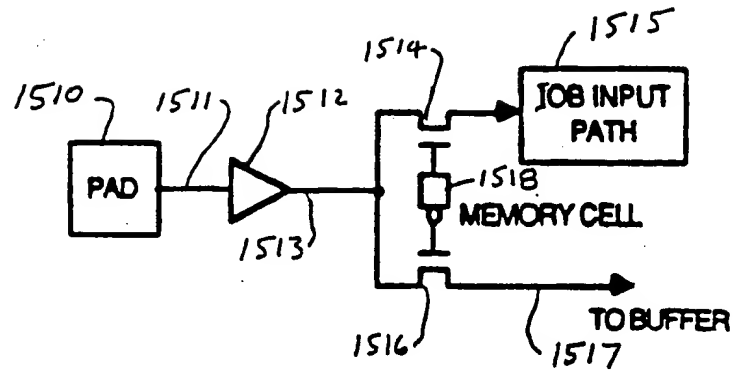 1515
1514
IOB INPUT
PATH
1510
1511
1512
PAD
1513
1518
MEMORY CELL
1516
1517
TO BUFFER